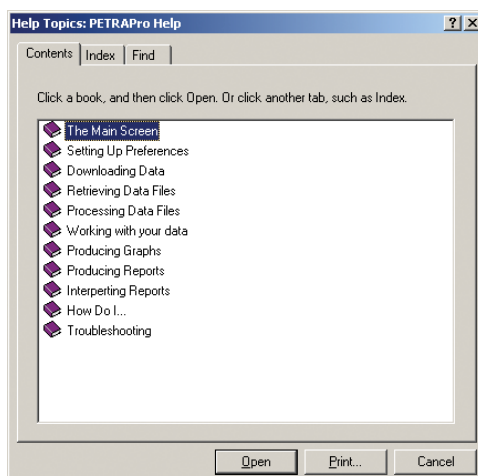 Help Topics: PETRAPro Help
Contents Index Find
Click a book, and then click Open. Or click another tab, such as Index.
The Main Screen
Setting Up Preferences
Downloading Data
Retrieving Data Files
Processing Data Files
Working with your data
Producing Graphs
Producing Reports
Interperting Reports
How Do I...
Troubleshooting
Open Print... Cancel